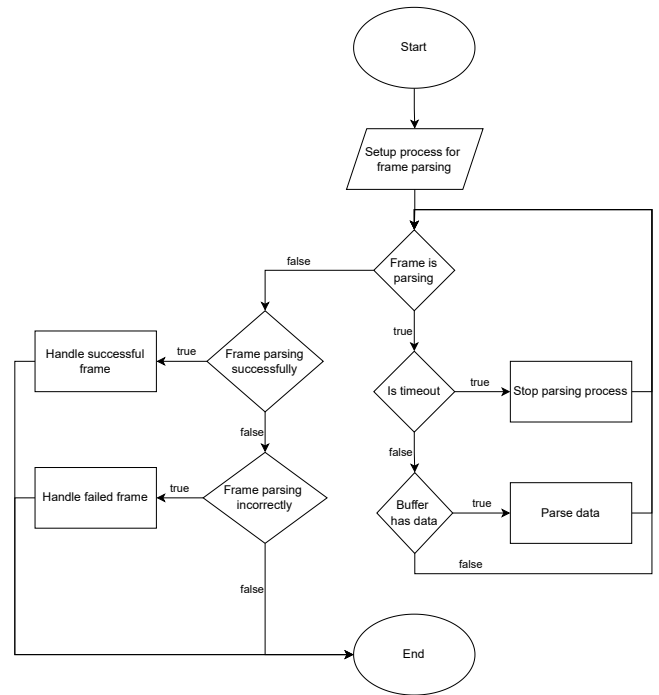 Start
Setup process for
frame parsing
false
Frame is
parsing
true
Handle successful
frame
true
Frame parsing
successfully
Is timeout
true
Stop parsing process
false
false
Handle failed frame
true
Frame parsing
incorrectly
Buffer
has data
true
Parse data
false
false
End